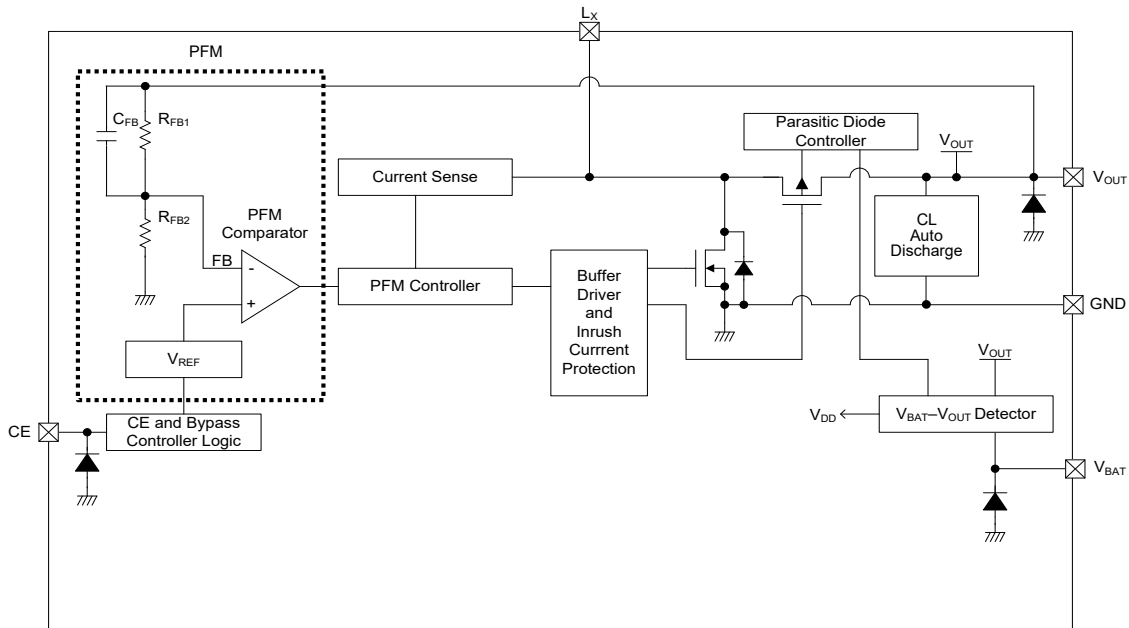 LX
PFM
CFB
RFB1
Parasitic Diode
Controller
VOUT
Current Sense
VOUT
RFB2
PFM
Comparator
CL
Auto
Discharge
FB
-
+
PFM Controller
Buffer
Driver
and
Inrush
Currrent
Protection
GND
VREF
VOUT
CE
CE and Bypass
Controller Logic
VDD
VBAT–VOUT Detector
VBAT